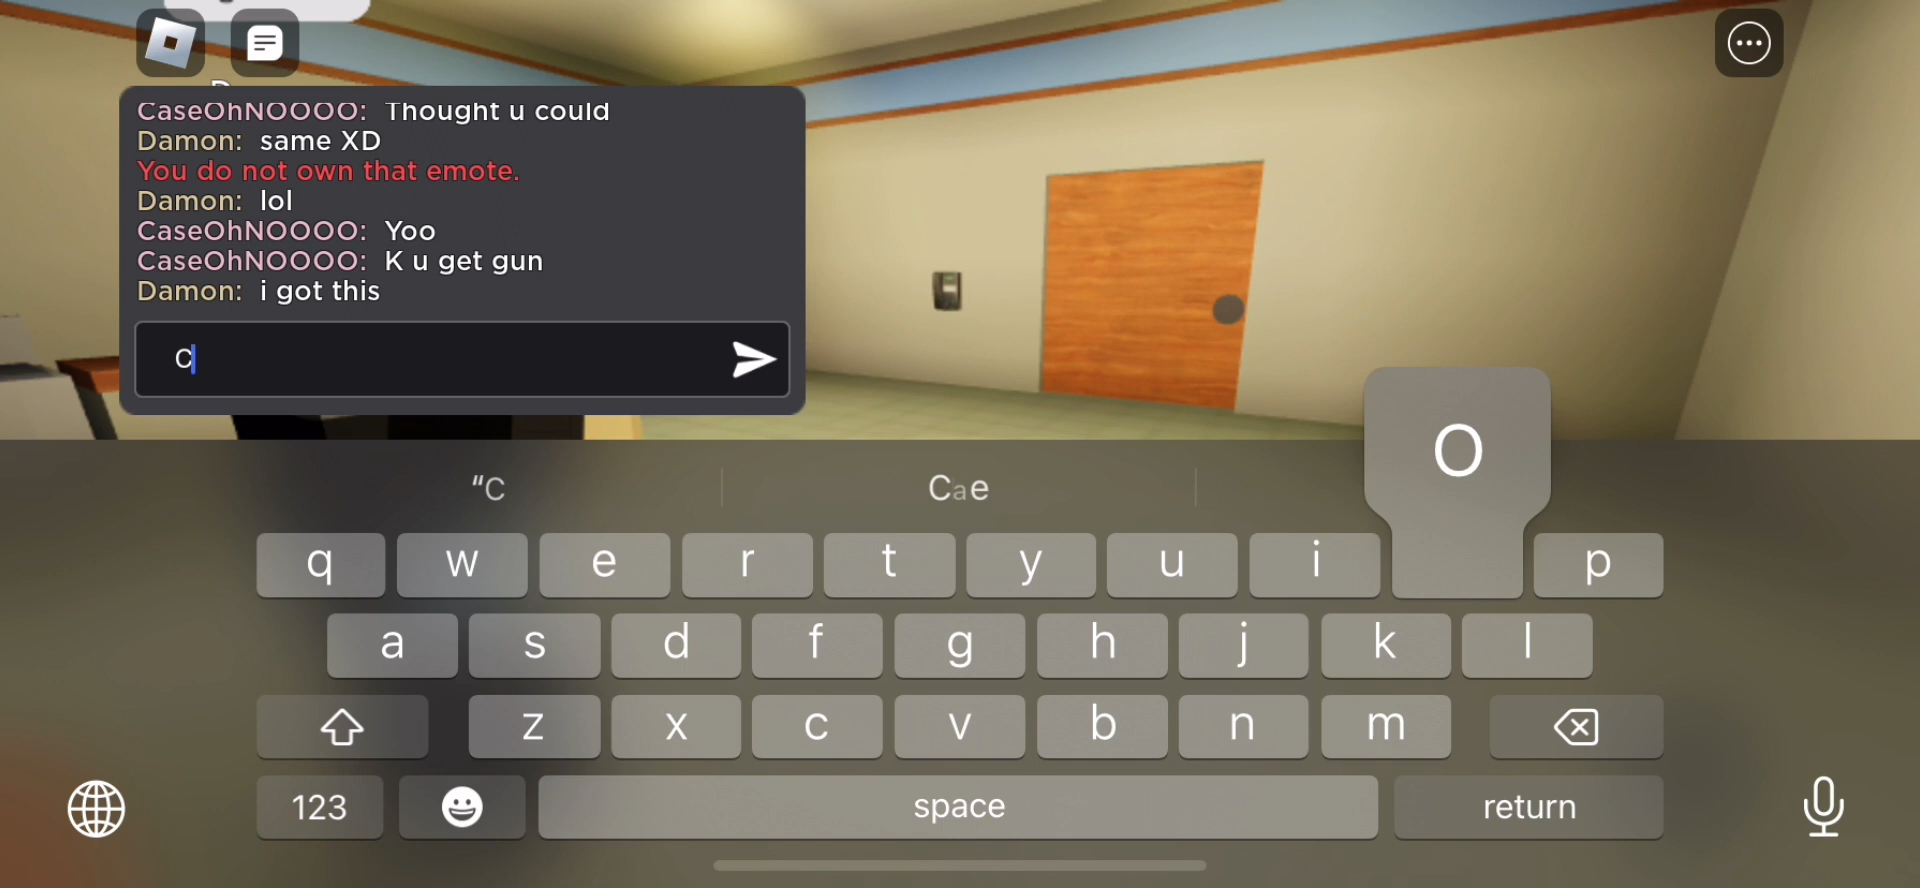 CaseOhNOOOO: Thought u could
Damon: same XD
You do not own that emote.
Damon: lol
CaseOhNOOOO: Yoo
CaseOhNOOOO: K u get gun
Damon: i got this
C
"C
Cae
O
q w e r t y u i p
a s d f g h j k l
z x c v b n m
123
space
return